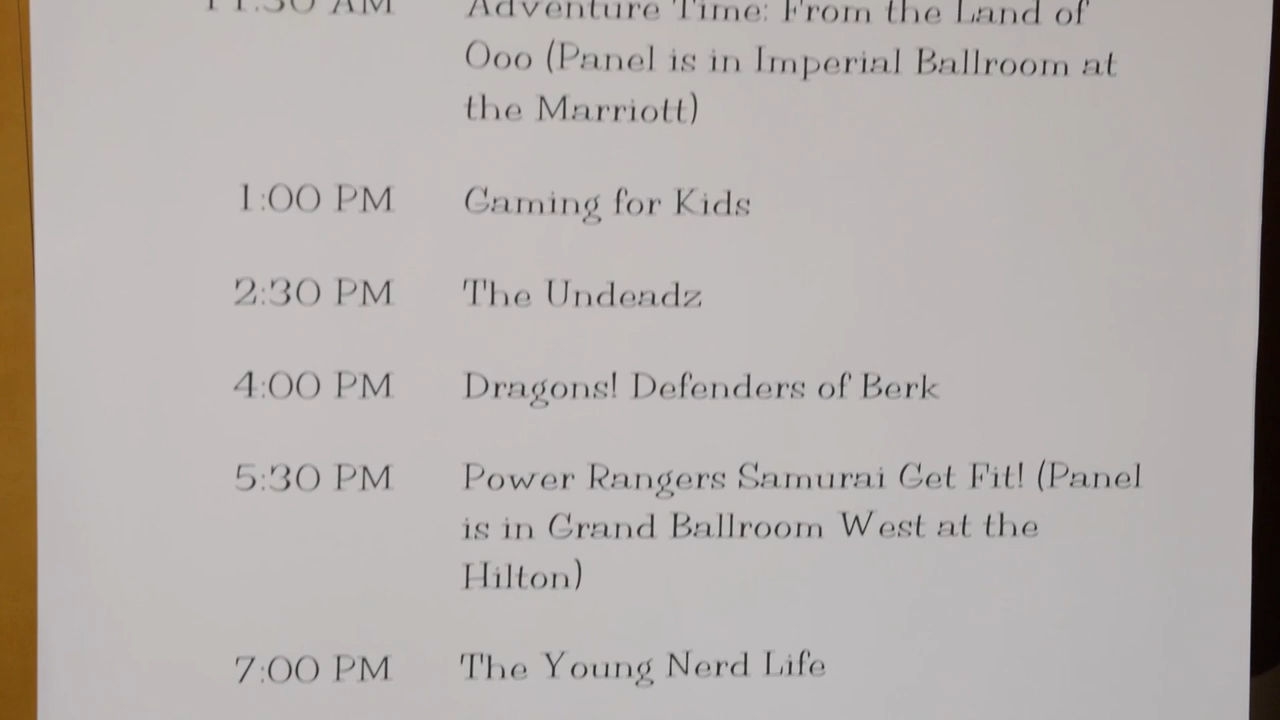 11:30 AM Adventure Time: From the Land of
Ooo (Panel is in Imperial Ballroom at
the Marriott)
1:00 PM Gaming for Kids
2:30 PM The Undeadz
4:00 PM Dragons! Defenders of Berk
5:30 PM Power Rangers Samurai Get Fit! (Panel
is in Grand Ballroom West at the
Hilton)
7:00 PM The Young Nerd Life